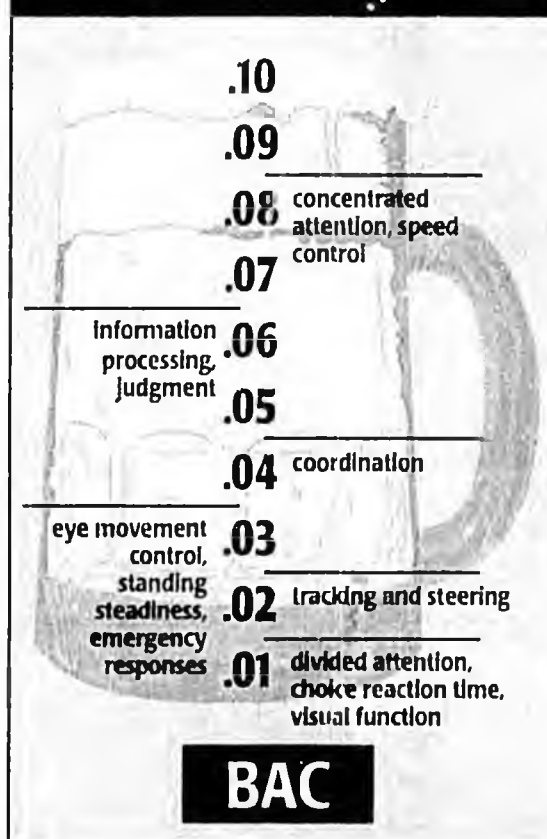 .10
.09
.08 concentrated
attention, speed
control
.07
information
processing,
judgment
.06
.05
.04 coordination
eye movement
control,
standing
steadiness,
emergency
responses
.03
.02 tracking and steering
.01 divided attention,
choice reaction time,
visual function
BAC